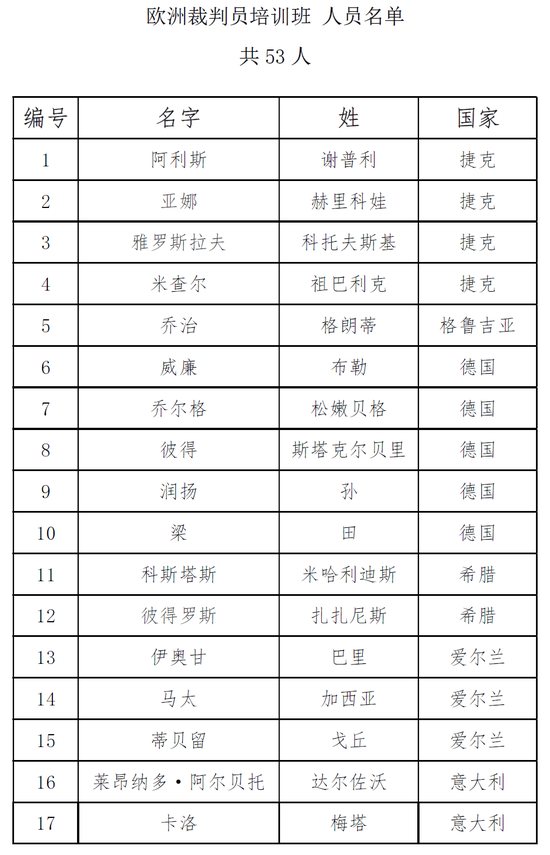 欧洲裁判员培训班 人员名单
共 53 人
编号 名字 姓 国家
1 阿利斯 谢普利 捷克
2 亚娜 赫里科娃 捷克
3 雅罗斯拉夫 科托夫斯基 捷克
4 米查尔 祖巴利克 捷克
5 乔治 格朗蒂 格鲁吉亚
6 威廉 布勒 德国
7 乔尔格 松嫩贝格 德国
8 彼得 斯塔克尔贝里 德国
9 润扬 孙 德国
10 梁 田 德国
11 科斯塔斯 米哈利迪斯 希腊
12 彼得罗斯 扎扎尼斯 希腊
13 伊奥甘 巴里 爱尔兰
14 马太 加西亚 爱尔兰
15 蒂贝留 戈丘 爱尔兰
16 莱昂纳多·阿尔贝托 达尔佐沃 意大利
17 卡洛 梅塔 意大利